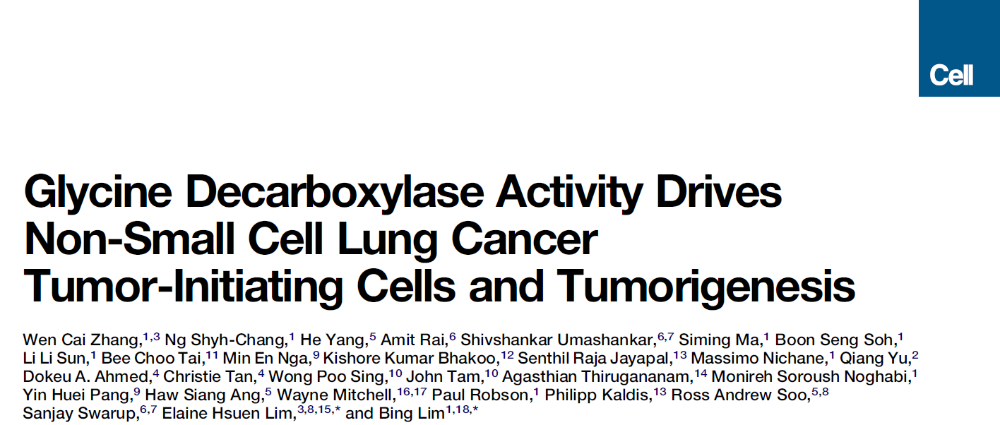 Cell
Glycine Decarboxylase Activity Drives
Non-Small Cell Lung Cancer
Tumor-Initiating Cells and Tumorigenesis
Wen Cai Zhang,1,3 Ng Shyh-Chang,1 He Yang,5 Amit Rai,6 Shivshankar Umashankar,6,7 Siming Ma,1 Boon Seng Soh,1
Li Li Sun,1 Bee Choo Tai,11 Min En Nga,9 Kishore Kumar Bhakoo,12 Senthil Raja Jayapal,13 Massimo Nichane,1 Qiang Yu,2
Dokeu A. Ahmed,4 Christie Tan,4 Wong Poo Sing,10 John Tam,10 Agasthian Thirugananam,14 Monireh Soroush Noghabi,1
Yin Huei Pang,9 Haw Siang Ang,5 Wayne Mitchell,16,17 Paul Robson,1 Philipp Kaldis,13 Ross Andrew Soo,5,8
Sanjay Swarup,6,7 Elaine Hsuen Lim,3,8,15,* and Bing Lim1,18,*